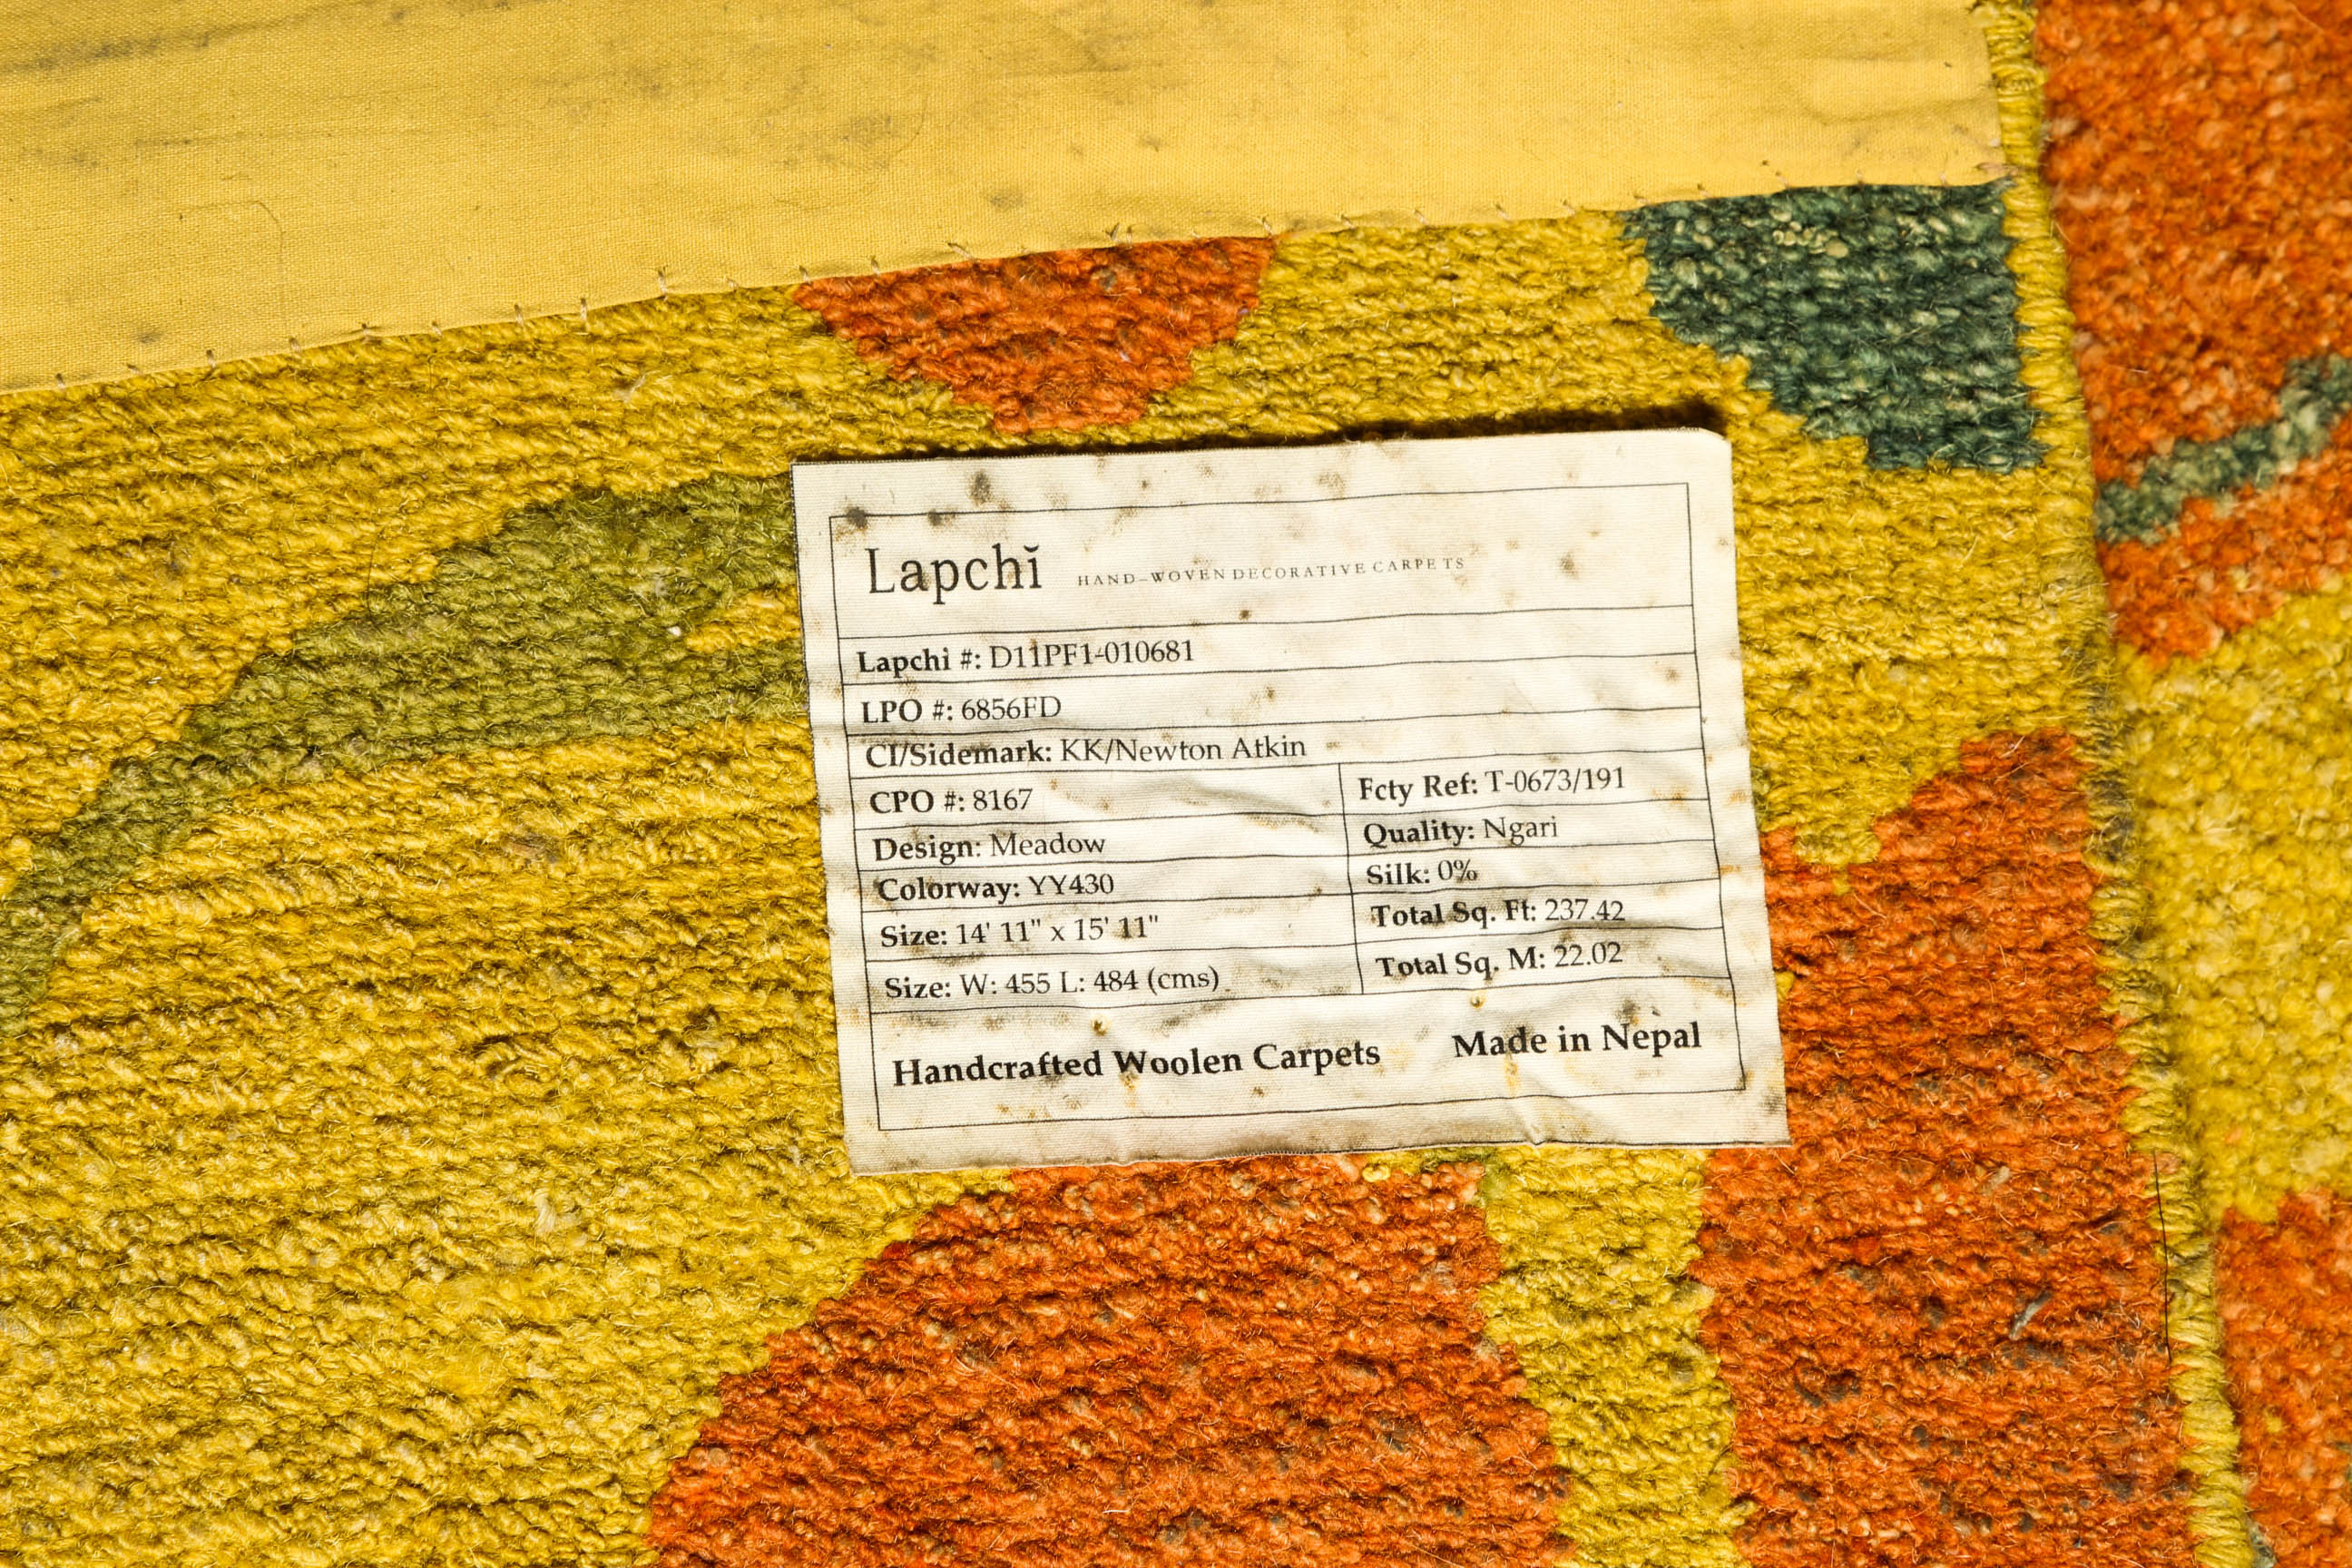 Lapchi HAND-WOVEN DECORATIVE CARPETS
Lapchi #: D11PF1-010681
LPO #: 6856FD
CI/Sidemark: KK/Newton Atkin
CPO #: 8167 Fcty Ref: T-0673/191
Design: Meadow Quality: Ngari
Colorway: YY430 Silk: 0%
Size: 14' 11" x 15' 11" Total Sq. Ft: 237.42
Size: W: 455 L: 484 (cms) Total Sq. M: 22.02
Handcrafted Woolen Carpets Made in Nepal